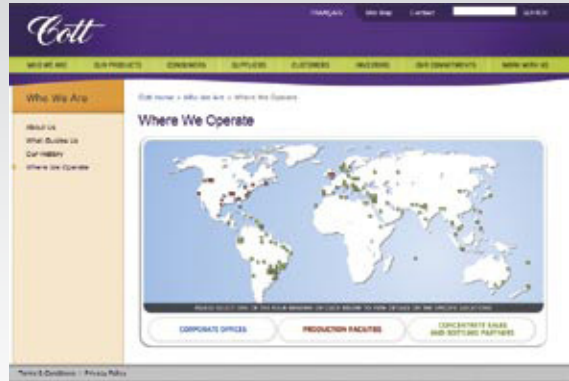 Cott
FRANÇAIS Site Map Contact SEARCH
WHO WE ARE OUR PRODUCTS CONSUMERS SUPPLIERS CUSTOMERS INVESTORS OUR COMMITMENTS WORK WITH US
Who We Are
Cott Home > Who We Are > Where We Operate
About Us
What Guides Us
Our History
Where We Operate
Where We Operate
CORPORATE OFFICES
PRODUCTION FACILITIES
CONCENTRATE SALES
AND BOTTLING PARTNERS
Terms & Conditions | Privacy Policy